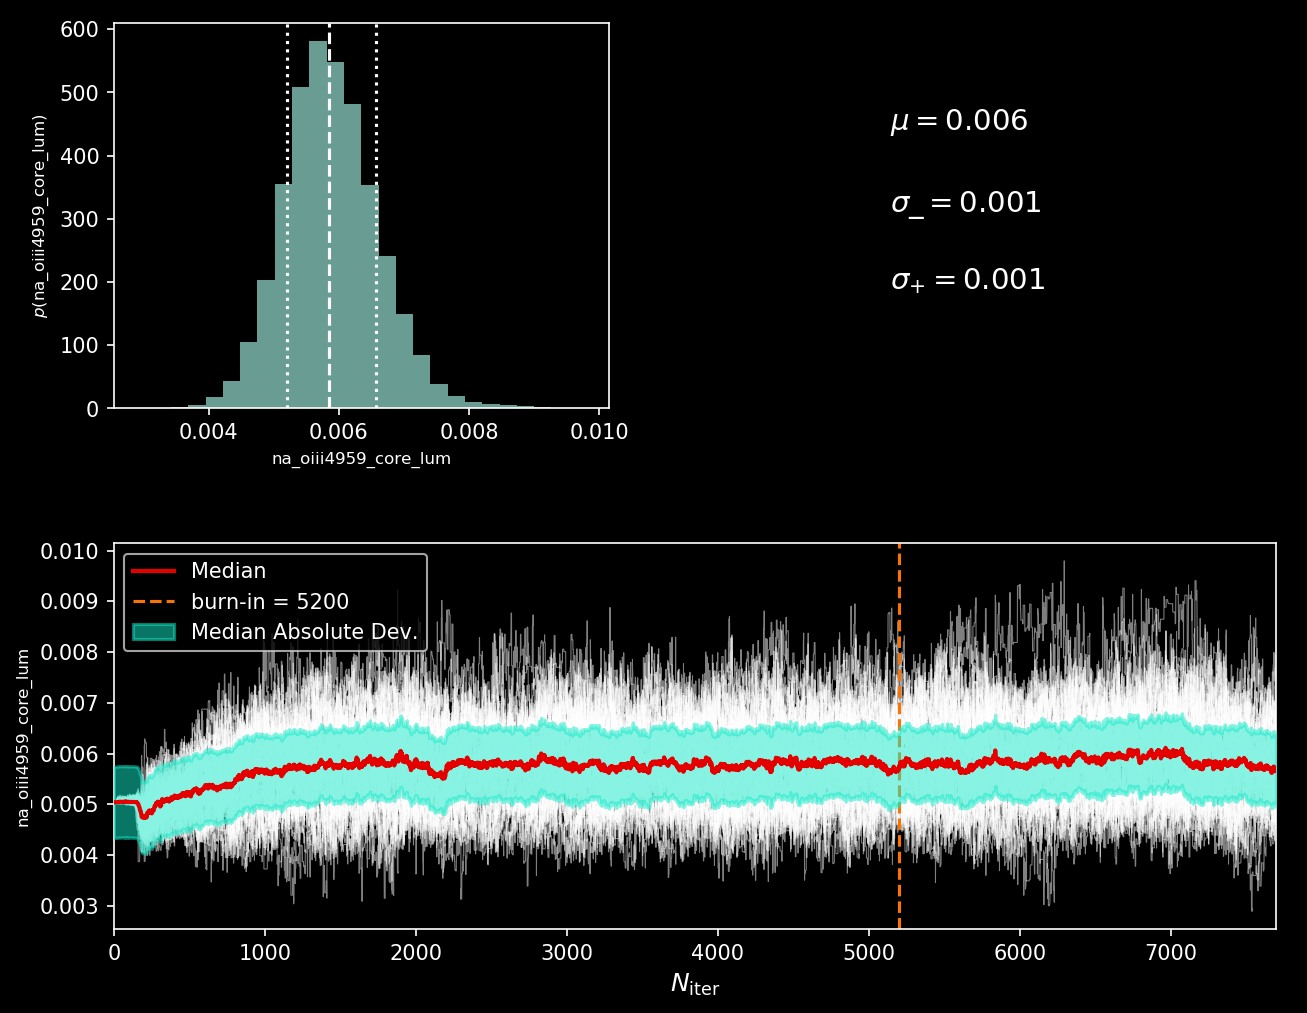 600
500
400
300
200
100
0
p(na_oiii4959_core_lum)
0.004 0.006 0.008 0.010
na_oiii4959_core_lum
μ = 0.006
σ₋ = 0.001
σ₊ = 0.001
0.010
0.009
0.008
0.007
0.006
0.005
0.004
0.003
na_oiii4959_core_lum
Median
burn-in = 5200
Median Absolute Dev.
0 1000 2000 3000 4000 5000 6000 7000
N_iter